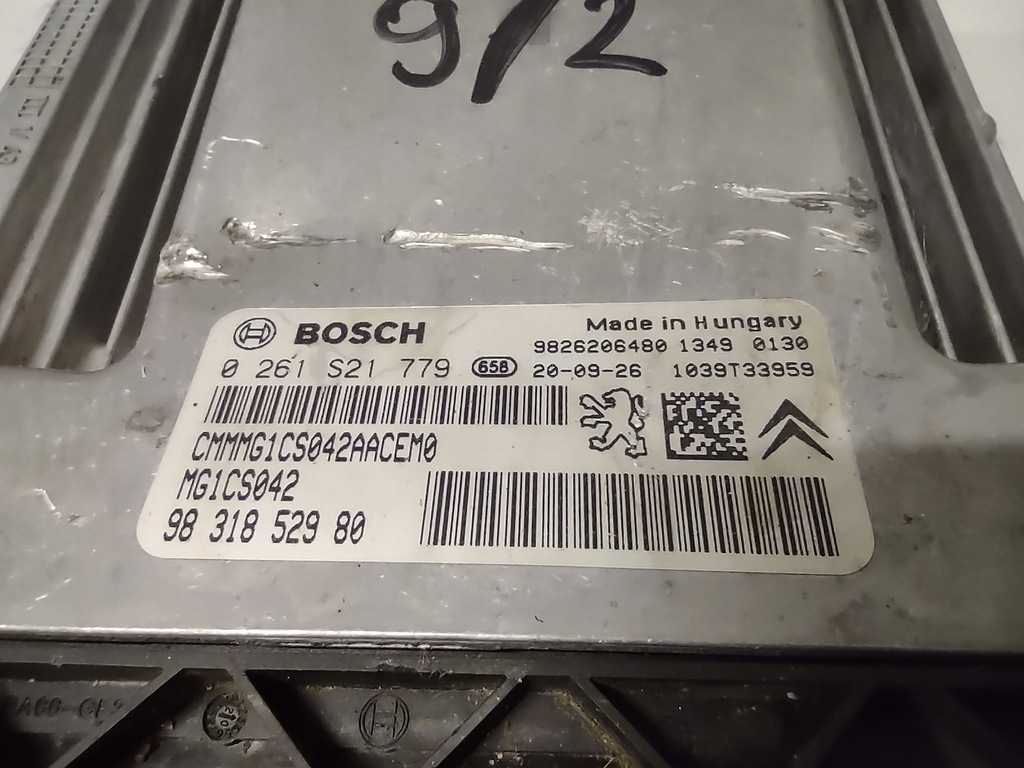 9/2
BOSCH
Made in Hungary
9826206480 1349 0130
0 261 S21 779 658 20-09-26 1039T33959
CMMMG1CS042AACEM0
MG1CS042
98 318 529 80